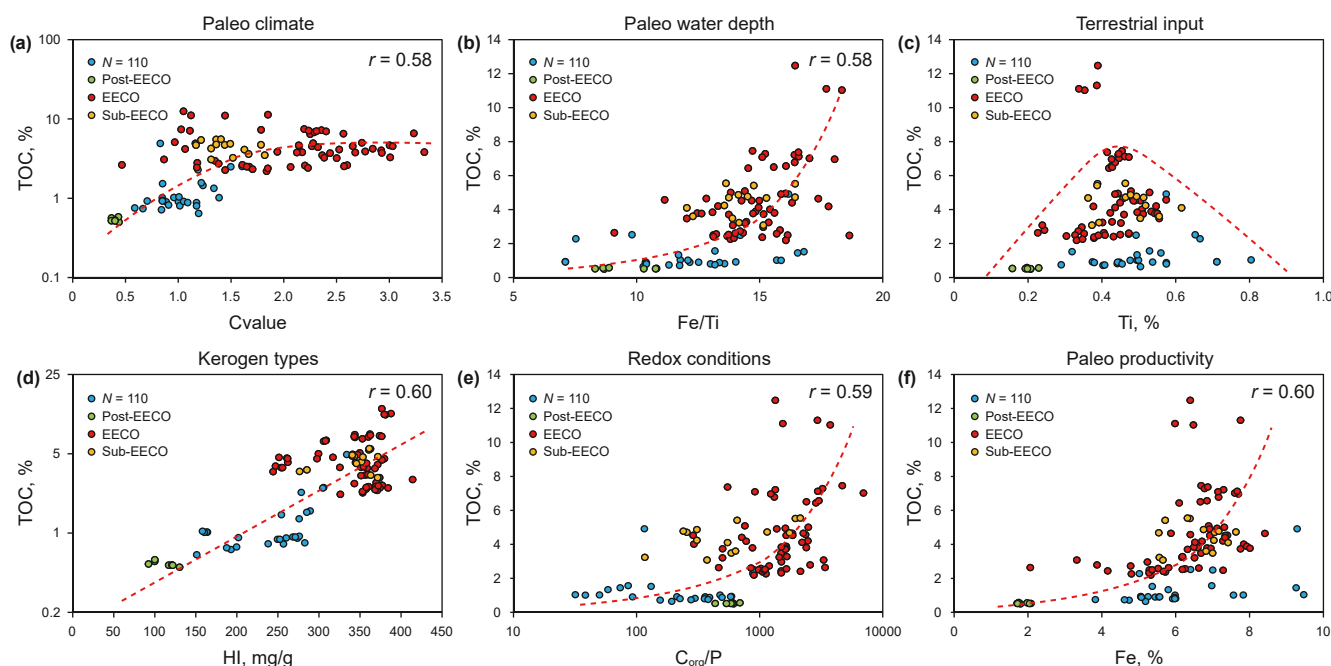 Paleo climate
(a)
100
10
1
0.1
TOC, %
N = 110
Post-EECO
EECO
Sub-EECO
r = 0.58
0 0.5 1.0 1.5 2.0 2.5 3.0 3.5
Cvalue
Paleo water depth
(b)
14
12
10
8
6
4
2
0
TOC, %
N = 110
Post-EECO
EECO
Sub-EECO
r = 0.58
5 10 15 20
Fe/Ti
Terrestrial input
(c)
14
12
10
8
6
4
2
0
TOC, %
N = 110
Post-EECO
EECO
Sub-EECO
0 0.2 0.4 0.6 0.8 1.0
Ti, %
Kerogen types
(d)
25
5
1
0.2
TOC, %
N = 110
Post-EECO
EECO
Sub-EECO
r = 0.60
0 50 100 150 200 250 300 350 400 450
HI, mg/g
Redox conditions
(e)
14
12
10
8
6
4
2
0
TOC, %
N = 110
Post-EECO
EECO
Sub-EECO
r = 0.59
10 100 1000 10000
Corg/P
Paleo productivity
(f)
14
12
10
8
6
4
2
0
TOC, %
N = 110
Post-EECO
EECO
Sub-EECO
r = 0.60
0 2 4 6 8 10
Fe, %